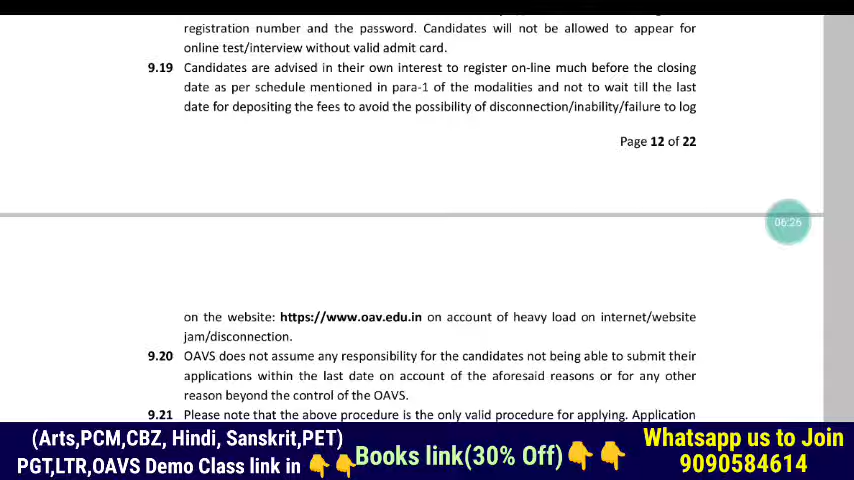 registration number and the password. Candidates will not be allowed to appear for
online test/interview without valid admit card.
9.19 Candidates are advised in their own interest to register on-line much before the closing
date as per schedule mentioned in para-1 of the modalities and not to wait till the last
date for depositing the fees to avoid the possibility of disconnection/inability/failure to log
Page 12 of 22
06:26
on the website: https://www.oav.edu.in on account of heavy load on internet/website
jam/disconnection.
9.20 OAVS does not assume any responsibility for the candidates not being able to submit their
applications within the last date on account of the aforesaid reasons or for any other
reason beyond the control of the OAVS.
9.21 Please note that the above procedure is the only valid procedure for applying. Application
(Arts,PCM,CBZ, Hindi, Sanskrit,PET)
PGT,LTR,OAVS Demo Class link in 👇👇
Books link(30% Off)👇👇
Whatsapp us to Join
9090584614